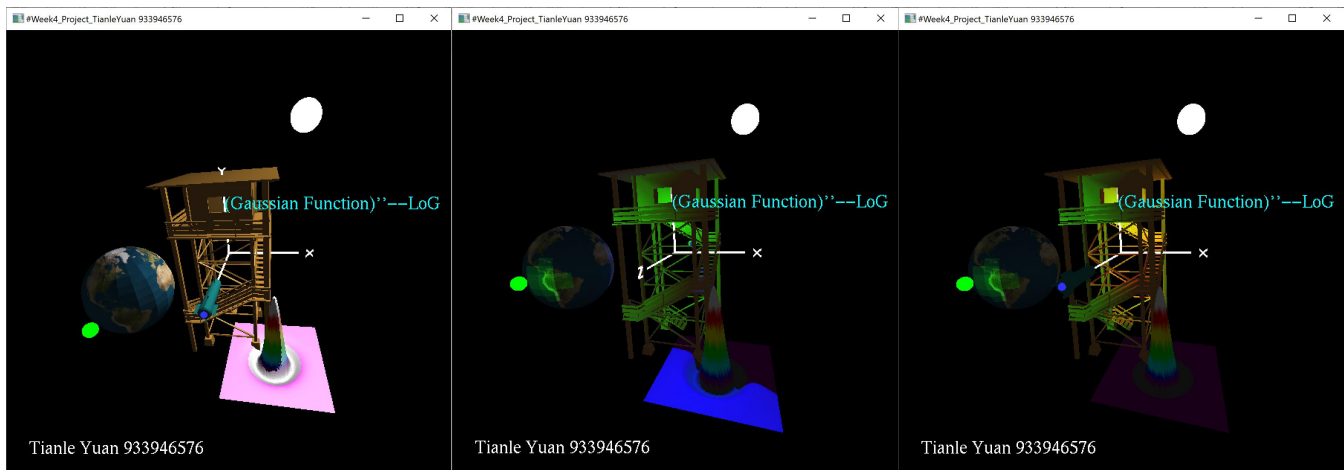 #Week4_Project_TianleYuan 933946576
#Week4_Project_TianleYuan 933946576
#Week4_Project_TianleYuan 933946576
Y
(Gaussian Function)’’−−LoG
(Gaussian Function)’’−−LoG
(Gaussian Function)’’−−LoG
X
X
X
Z
Tianle Yuan 933946576
Tianle Yuan 933946576
Tianle Yuan 933946576